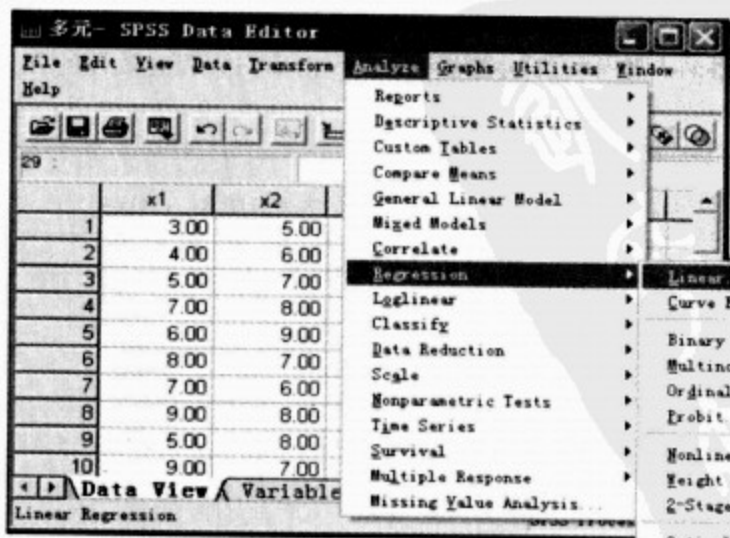 多元- SPSS Data Editor
File Edit View Data Transform Analyze Graphs Utilities Window
Help
29 :
x1 x2
1 3.00 5.00
2 4.00 6.00
3 5.00 7.00
4 7.00 8.00
5 6.00 9.00
6 8.00 7.00
7 7.00 6.00
8 9.00 8.00
9 5.00 8.00
10 9.00 7.00
Data View Variable
Linear Regression
Reports
Descriptive Statistics
Custom Tables
Compare Means
General Linear Model
Mixed Models
Correlate
Regression
Loglinear
Classify
Data Reduction
Scale
Nonparametric Tests
Time Series
Survival
Multiple Response
Missing Value Analysis...
Linear
Curve
Binary
Multino
Ordinal
Probit
Nonline
Weight
2-Stage